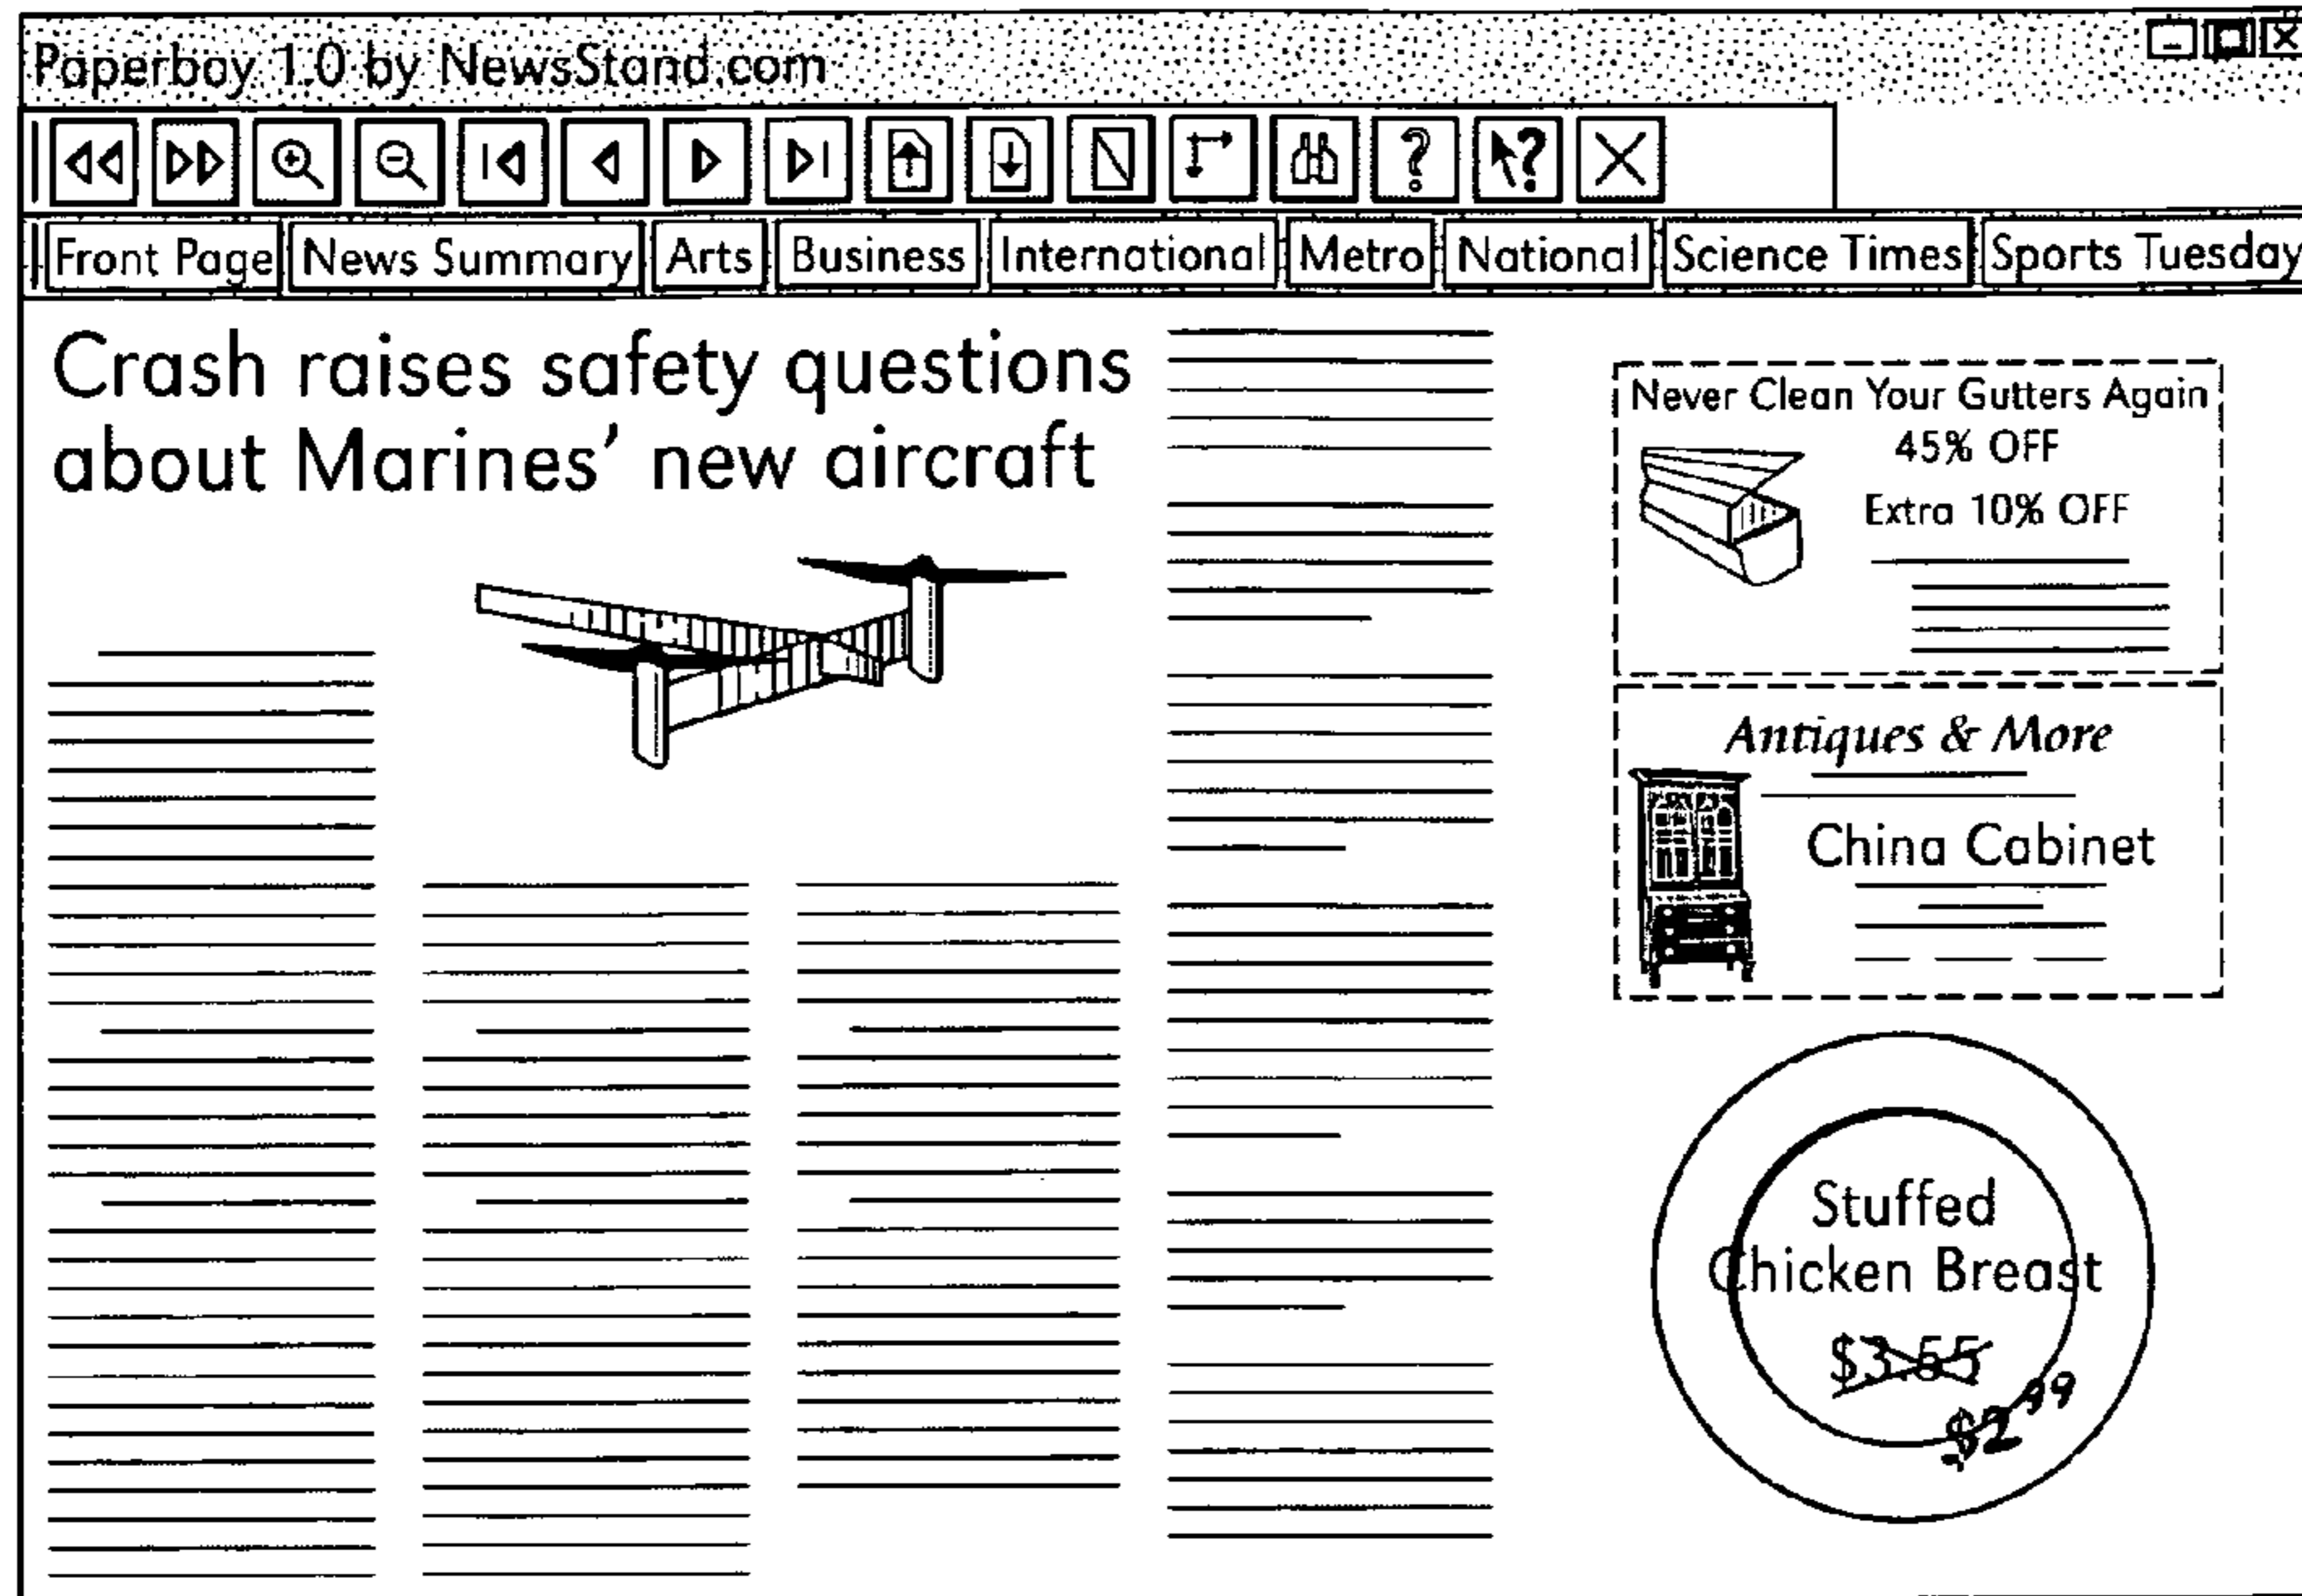 Paperboy 1.0 by NewsStand.com
Front Page News Summary Arts Business International Metro National Science Times Sports Tuesday
Crash raises safety questions
about Marines' new aircraft
Never Clean Your Gutters Again
45% OFF
Extra 10% OFF
Antiques & More
China Cabinet
Stuffed
Chicken Breast
$2.99